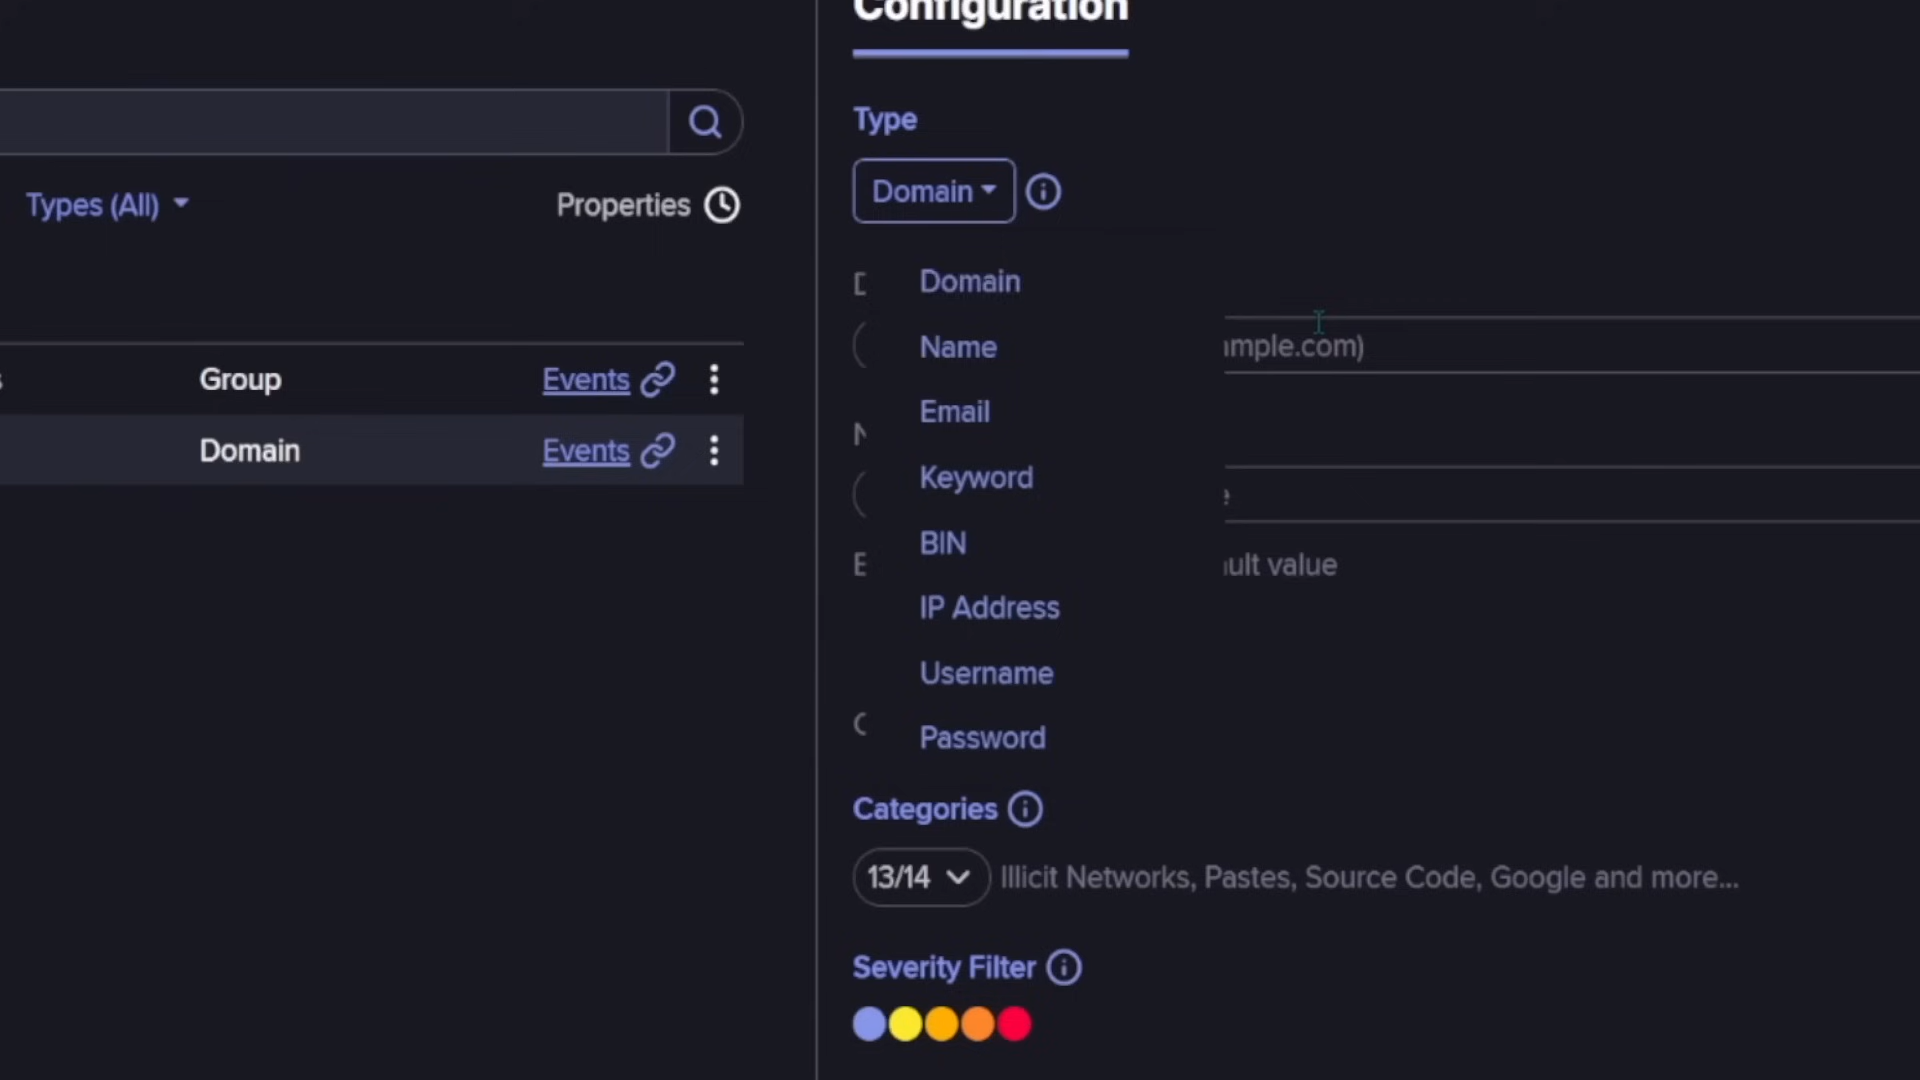 Configuration
Type
Domain
Types (All)
Properties
Domain
Name
mple.com)
Group
Events
Email
Domain
Events
Keyword
BIN
ult value
IP Address
Username
Password
Categories
13/14
Illicit Networks, Pastes, Source Code, Google and more...
Severity Filter